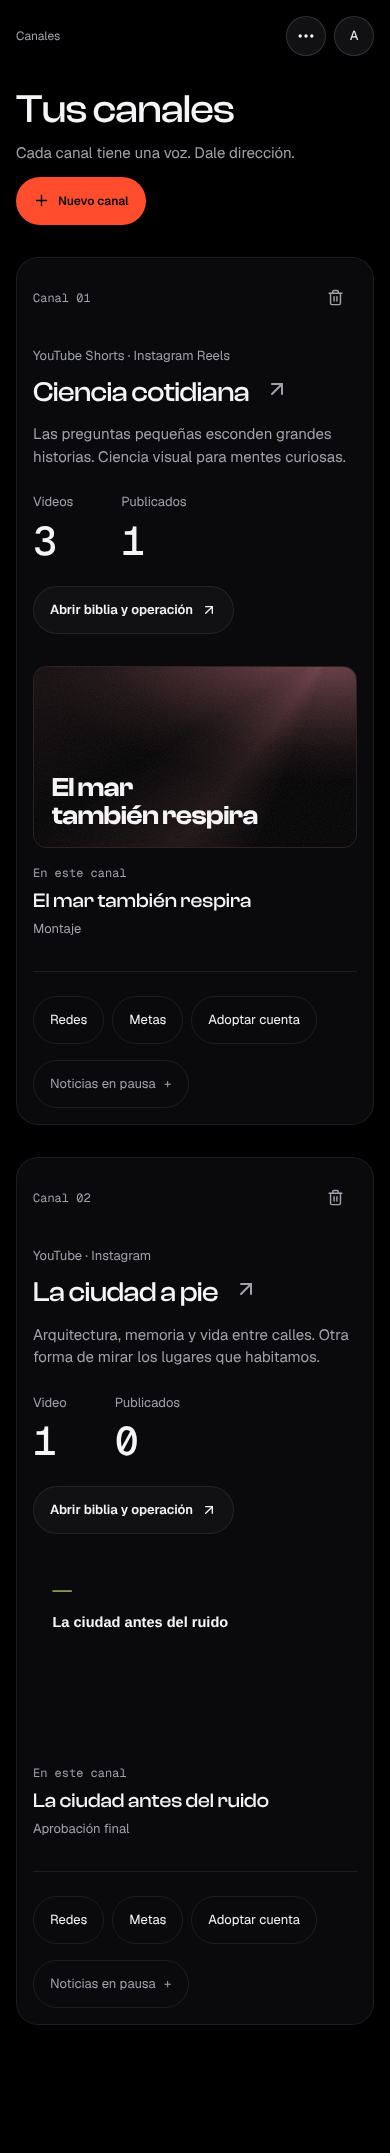 Canales
A
Tus canales
Cada canal tiene una voz. Dale dirección.
+ Nuevo canal
Canal 01
YouTube Shorts · Instagram Reels
Ciencia cotidiana
Las preguntas pequeñas esconden grandes
historias. Ciencia visual para mentes curiosas.
Videos Publicados
3 1
Abrir biblia y operación
El mar
también respira
En este canal
El mar también respira
Montaje
Redes Metas Adoptar cuenta
Noticias en pausa +
Canal 02
YouTube · Instagram
La ciudad a pie
Arquitectura, memoria y vida entre calles. Otra
forma de mirar los lugares que habitamos.
Video Publicados
1 0
Abrir biblia y operación
La ciudad antes del ruido
En este canal
La ciudad antes del ruido
Aprobación final
Redes Metas Adoptar cuenta
Noticias en pausa +